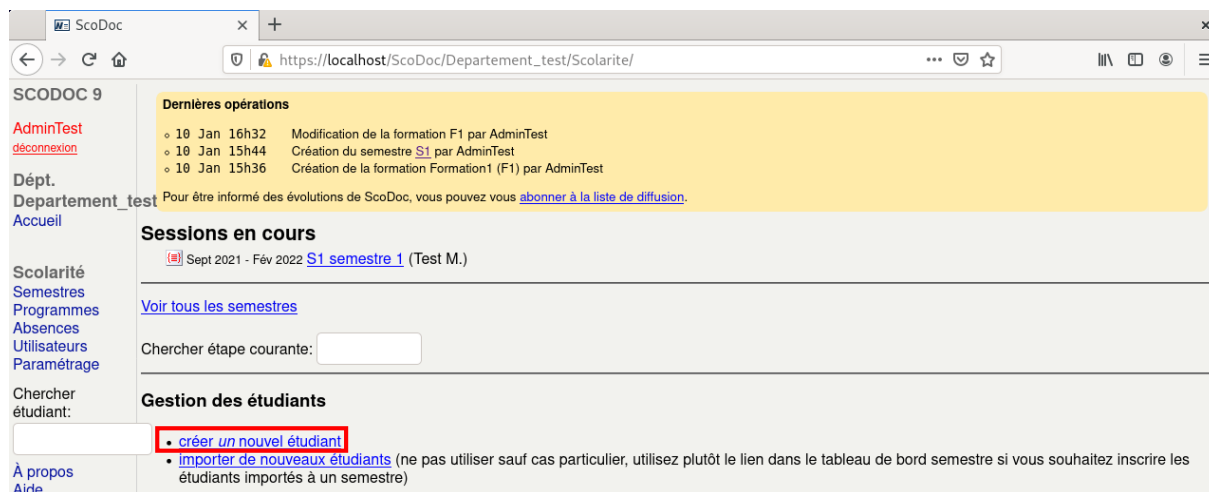 ScoDoc
https://localhost/ScoDoc/Departement_test/Scolarite/
SCODOC 9
AdminTest
déconnexion
Dépt.
Departement_test
Accueil
Scolarité
Semestres
Programmes
Absences
Utilisateurs
Paramétrage
Chercher
étudiant:
À propos
Aide
Dernières opérations
10 Jan 16h32 Modification de la formation F1 par AdminTest
10 Jan 15h44 Création du semestre S1 par AdminTest
10 Jan 15h36 Création de la formation Formation1 (F1) par AdminTest
Pour être informé des évolutions de ScoDoc, vous pouvez vous abonner à la liste de diffusion.
Sessions en cours
Sept 2021 - Fév 2022 S1 semestre 1 (Test M.)
Voir tous les semestres
Chercher étape courante:
Gestion des étudiants
• créer un nouvel étudiant
• importer de nouveaux étudiants (ne pas utiliser sauf cas particulier, utilisez plutôt le lien dans le tableau de bord semestre si vous souhaitez inscrire les
étudiants importés à un semestre)